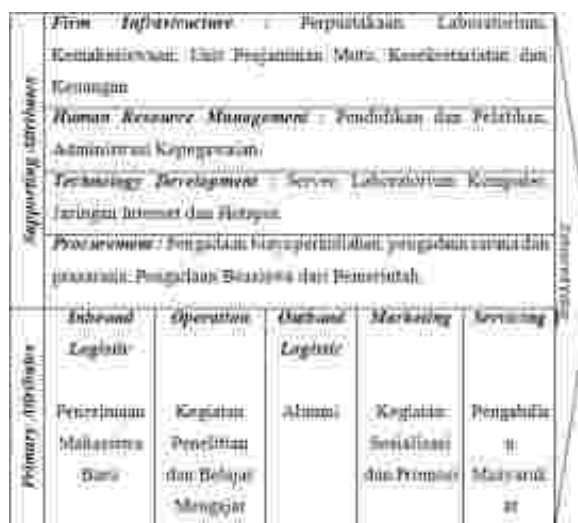 Firm Infrastructure : Perpustakaan, Laboratorium,
Kemahasiswaan, Unit Penjaminan Mutu, Kesekretariatan dan
Keuangan
Human Resource Management : Pendidikan dan Pelatihan,
Administrasi Kepegawaian
Technology Development : Server, Laboratorium Komputer,
Jaringan Internet dan Hotspot
Procurement : Pengadaan biaya perkuliahan, pengadaan sarana dan
prasarana, Pengadaan Beasiswa dari Pemerintah.
Supporting Attributes
Primary Attributes
Inbound
Logistic
Penerimaan
Mahasiswa
Baru
Operation
Kegiatan
Penelitian
dan Belajar
Mengajar
Outbound
Logistic
Alumni
Marketing
Kegiatan
Sosialisasi
dan Promosi
Servicing
Pengabdia
n
Masyarak
at